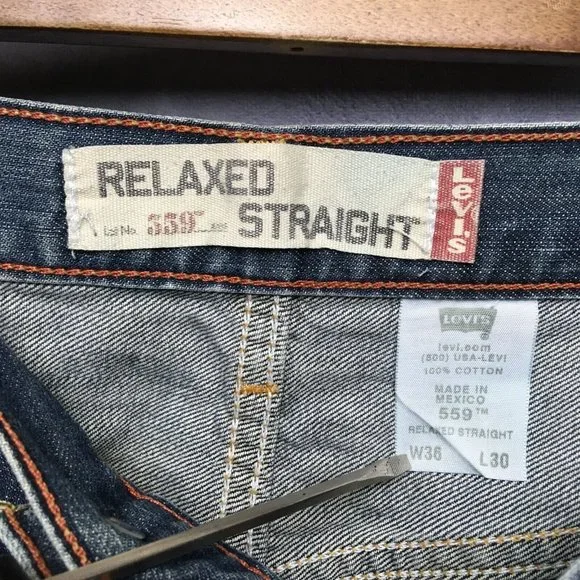 RELAXED
Lot No. 559™
STRAIGHT
Levi's
Levi's
levi.com
(800) USA-LEVI
100% COTTON
MADE IN
MEXICO
559™
RELAXED STRAIGHT
W36 L30